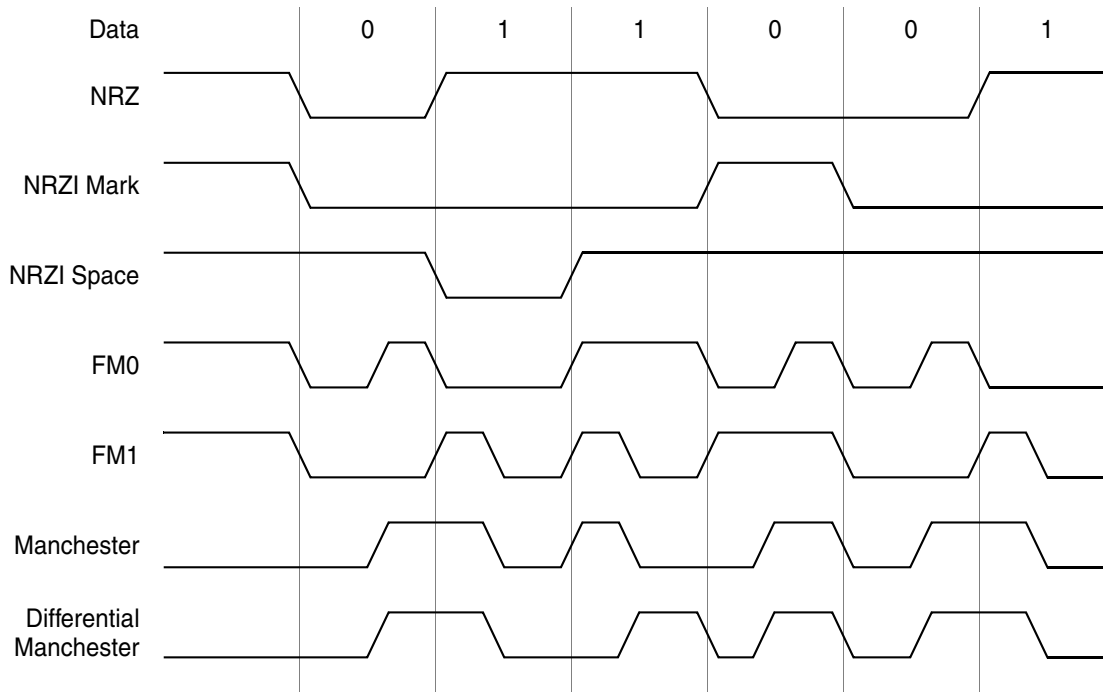 Data 0 1 1 0 0 1
NRZ
NRZI Mark
NRZI Space
FM0
FM1
Manchester
Differential
Manchester